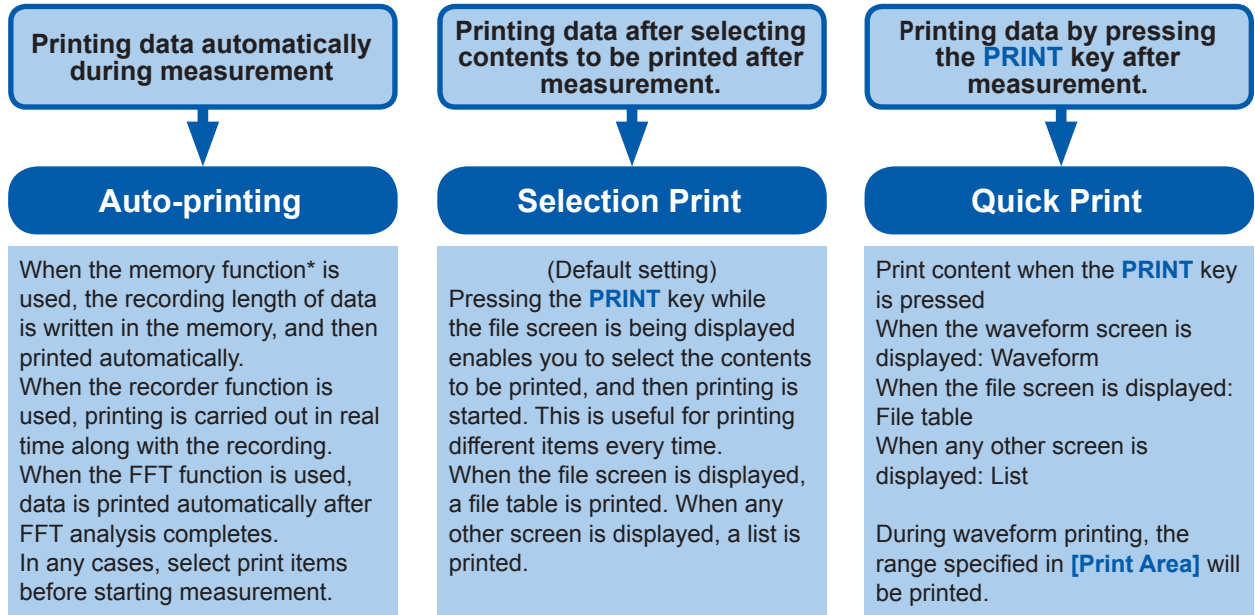 Printing data automatically
during measurement
Auto-printing
When the memory function* is
used, the recording length of data
is written in the memory, and then
printed automatically.
When the recorder function is
used, printing is carried out in real
time along with the recording.
When the FFT function is used,
data is printed automatically after
FFT analysis completes.
In any cases, select print items
before starting measurement.
Printing data after selecting
contents to be printed after
measurement.
Selection Print
(Default setting)
Pressing the PRINT key while
the file screen is being displayed
enables you to select the contents
to be printed, and then printing is
started. This is useful for printing
different items every time.
When the file screen is displayed,
a file table is printed. When any
other screen is displayed, a list is
printed.
Printing data by pressing
the PRINT key after
measurement.
Quick Print
Print content when the PRINT key
is pressed
When the waveform screen is
displayed: Waveform
When the file screen is displayed:
File table
When any other screen is
displayed: List
During waveform printing, the
range specified in [Print Area] will
be printed.